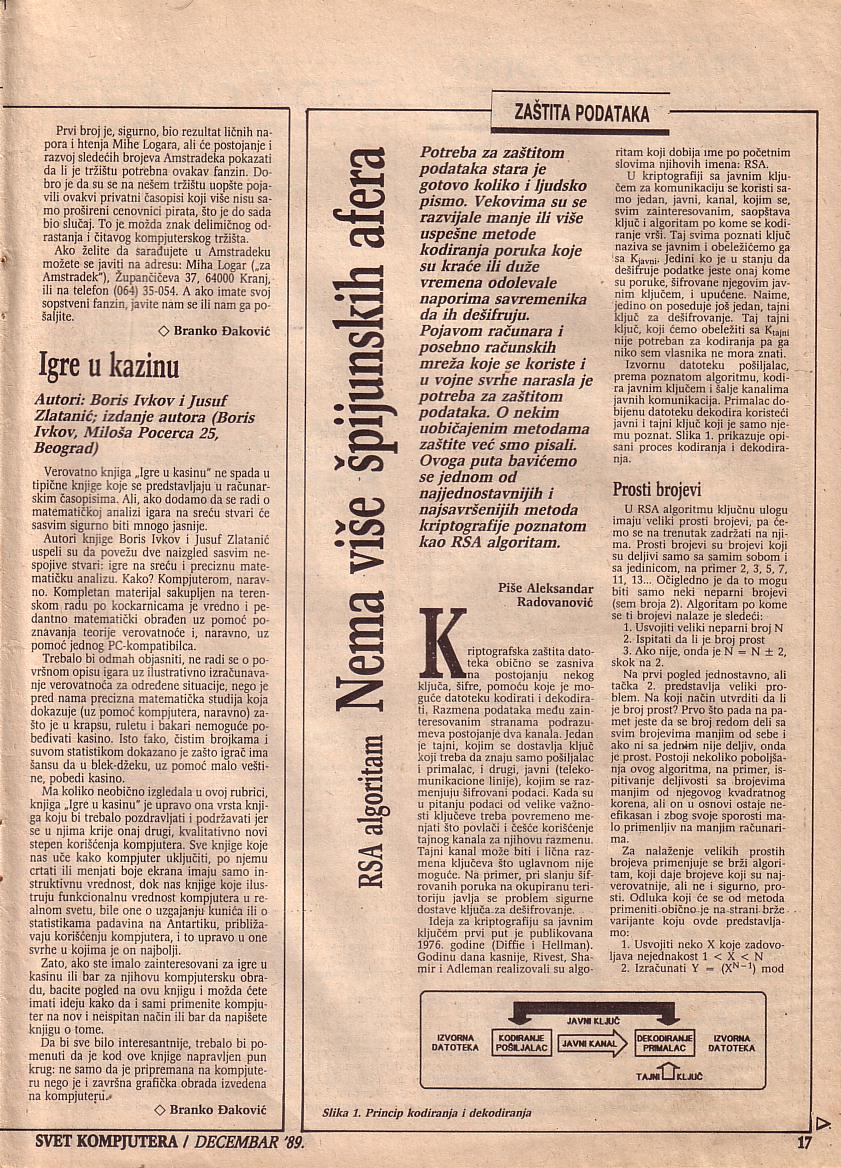 Prvi broj je, sigurno, bio rezultat ličnih na-
pora i htenja Mihe Logara, ali će postojanje i
razvoj sledećih brojeva Amstradeka pokazati
da li je tržištu potrebna ovakav fanzin. Do-
bro je da su se na nešem tržištu uopšte poja-
vili ovakvi privatni časopisi koji više nisu sa-
mo prošireni cenovnici pirata, što je do sada
bio slučaj. To je možda znak delimičnog od-
rastanja i čitavog kompjuterskog tržišta.
Ako želite da sarađujete u Amstradeku
možete se javiti na adresu: Miha Logar („za
Amstradek"), Župančičeva 37, 64000 Kranj,
ili na telefon (064) 35-054. A ako imate svoj
sopstveni fanzin, javite nam se ili nam ga po-
šaljite.
◇ Branko Đaković
Igre u kazinu
Autori: Boris Ivkov i Jusuf
Zlatanić; izdanje autora (Boris
Ivkov, Miloša Pocerca 25,
Beograd)
Verovatno knjiga „Igre u kasinu" ne spada u
tipične knjige koje se predstavljaju u računar-
skim časopisima. Ali, ako dodamo da se radi o
matematičkoj analizi igara na sreću stvari će
sasvim sigurno biti mnogo jasnije.
Autori knjige Boris Ivkov i Jusuf Zlatanić
uspeli su da povežu dve naizgled sasvim ne-
spojive stvari: igre na sreću i preciznu mate-
matičku analizu. Kako? Kompjuterom, narav-
no. Kompletan materijal sakupljen na teren-
skom radu po kockarnicama je vredno i pe-
dantno matematički obrađen uz pomoć po-
znavanja teorije verovatnoće i, naravno, uz
pomoć jednog PC-kompatibilca.
Trebalo bi odmah objasniti, ne radi se o po-
vršnom opisu igara uz ilustrativno izračunava-
nje verovatnoća za određene situacije, nego je
pred nama precizna matematička studija koja
dokazuje (uz pomoć kompjutera, naravno) za-
što je u krapsu, ruletu i bakari nemoguće po-
beđivati kasino. Isto tako, čistim brojkama i
suvom statistikom dokazano je zašto igrač ima
šansu da u blek-džeku, uz pomoć malo vešti-
ne, pobedi kasino.
Ma koliko neobično izgledala u ovoj rubrici,
knjiga „Igre u kasinu" je upravo ona vrsta knji-
ga koju bi trebalo pozdravljati i podržavati jer
se u njima krije onaj drugi, kvalitativno novi
stepen korišćenja kompjutera. Sve knjige koje
nas uče kako kompjuter uključiti, po njemu
crtati ili menjati boje ekrana imaju samo in-
struktivnu vrednost, dok nas knjige koje ilus-
truju funkcionalnu vrednost kompjutera u re-
alnom svetu, bile one o uzgajanju kunića ili o
statistikama padavina na Antartiku, približa-
vaju korišćenju kompjutera, i to upravo u one
svrhe u kojima je on najbolji.
Zato, ako ste imalo zainteresovani za igre u
kasinu ili bar za njihovu kompjutersku obra-
du, bacite pogled na ovu knjigu i možda ćete
imati ideju kako da i sami primenite kompju-
ter na nov i neispitan način ili bar da napišete
knjigu o tome.
Da bi sve bilo interesantnije, trebalo bi po-
menuti da je kod ove knjige napravljen pun
krug: ne samo da je pripremana na kompjute-
ru nego je i završna grafička obrada izvedena
na kompjuteru.
◇ Branko Đaković
ZAŠTITA PODATAKA
RSA algoritam Nema više špijunskih afera
Potreba za zaštitom
podataka stara je
gotovo koliko i ljudsko
pismo. Vekovima su se
razvijale manje ili više
uspešne metode
kodiranja poruka koje
su kraće ili duže
vremena odolevale
naporima savremenika
da ih dešifruju.
Pojavom računara i
posebno računskih
mreža koje se koriste i
u vojne svrhe narasla je
potreba za zaštitom
podataka. O nekim
uobičajenim metodama
zaštite već smo pisali.
Ovoga puta bavićemo
se jednom od
najjednostavnijih i
najsavršenijih metoda
kriptografije poznatom
kao RSA algoritam.
Piše Aleksandar
Radovanović
Kriptografska zaštita dato-
teka obično se zasniva
na postojanju nekog
ključa, šifre, pomoću koje je mo-
guće datoteku kodirati i dekodira-
ti, Razmena podataka među zain-
teresovanim stranama podrazu-
meva postojanje dva kanala. Jedan
je tajni, kojim se dostavlja ključ
koji treba da znaju samo pošiljalac
i primalac, i drugi, javni (teleko-
munikacione linije), kojim se raz-
menjuju šifrovani podaci. Kada su
u pitanju podaci od velike važno-
sti ključeve treba povremeno me-
njati što povlači i češće korišćenje
tajnog kanala za njihovu razmenu.
Tajni kanal može biti i lična raz-
mena ključeva što uglavnom nije
moguće. Na primer, pri slanju šif-
rovanih poruka na okupiranu teri-
toriju javlja se problem sigurne
dostave ključa za dešifrovanje.
Ideja za kriptografiju sa javnim
ključem prvi put je publikovana
1976. godine (Diffie i Hellman).
Godinu dana kasnije, Rivest, Sha-
mir i Adleman realizovali su algo-
ritam koji dobija ime po početnim
slovima njihovih imena: RSA.
U kriptografiji sa javnim klju-
čem za komunikaciju se koristi sa-
mo jedan, javni, kanal, kojim se,
svim zainteresovanim, saopštava
ključ i algoritam po kome se kodi-
ranje vrši. Taj svima poznati ključ
naziva se javnim i obeležićemo ga
sa Kjavni. Jedini ko je u stanju da
dešifruje podatke jeste onaj kome
su poruke, šifrovane njegovim jav-
nim ključem, i upućene. Naime,
jedino on poseduje još jedan, tajni
ključ za dešifrovanje. Taj tajni
ključ, koji ćemo obeležiti sa Ktajni
nije potreban za kodiranja pa ga
niko sem vlasnika ne mora znati.
Izvornu datoteku pošiljalac,
prema poznatom algoritmu, kodi-
ra javnim ključem i šalje kanalima
javnih komunikacija. Primalac do-
bijenu datoteku dekodira koristeći
javni i tajni ključ koji je samo nje-
mu poznat. Slika 1. prikazuje opi-
sani proces kodiranja i dekodira-
nja.
Prosti brojevi
U RSA algoritmu ključnu ulogu
imaju veliki prosti brojevi, pa će-
mo se na trenutak zadržati na nji-
ma. Prosti brojevi su brojevi koji
su deljivi samo sa samim sobom i
sa jedinicom, na primer 2, 3, 5, 7,
11, 13... Očigledno je da to mogu
biti samo neki neparni brojevi
(sem broja 2). Algoritam po kome
se ti brojevi nalaze je sledeći:
1. Usvojiti veliki neparni broj N
2. Ispitati da li je broj prost
3. Ako nije, onda je N = N ± 2,
skok na 2.
Na prvi pogled jednostavno, ali
tačka 2. predstavlja veliki pro-
blem. Na koji način utvrditi da li
je broj prost? Prvo što pada na pa-
met jeste da se broj redom deli sa
svim brojevima manjim od sebe i
ako ni sa jednim nije deljiv, onda
je prost. Postoji nekoliko poboljša-
nja ovog algoritma, na primer, is-
pitivanje deljivosti sa brojevima
manjim od njegovog kvadratnog
korena, ali on u osnovi ostaje ne-
efikasan i zbog svoje sporosti ma-
lo primenljiv na manjim računari-
ma.
Za nalaženje velikih prostih
brojeva primenjuje se brži algori-
tam, koji daje brojeve koji su naj-
verovatnije, ali ne i sigurno, pro-
sti. Odluka koji će se od metoda
primeniti obično je na strani brže
varijante koju ovde predstavlja-
mo:
1. Usvojiti neko X koje zadovo-
ljava nejednakost 1 < X < N
2. Izračunati Y = (X^N−1) mod
JAVNI KLJUČ
IZVORNA
DATOTEKA
KODIRANJE
POŠILJALAC
JAVNI KANAL
DEKODIRANJE
PRIMALAC
IZVORNA
DATOTEKA
TAJNI KLJUČ
Slika 1. Princip kodiranja i dekodiranja
SVET KOMPJUTERA / DECEMBAR '89.
17